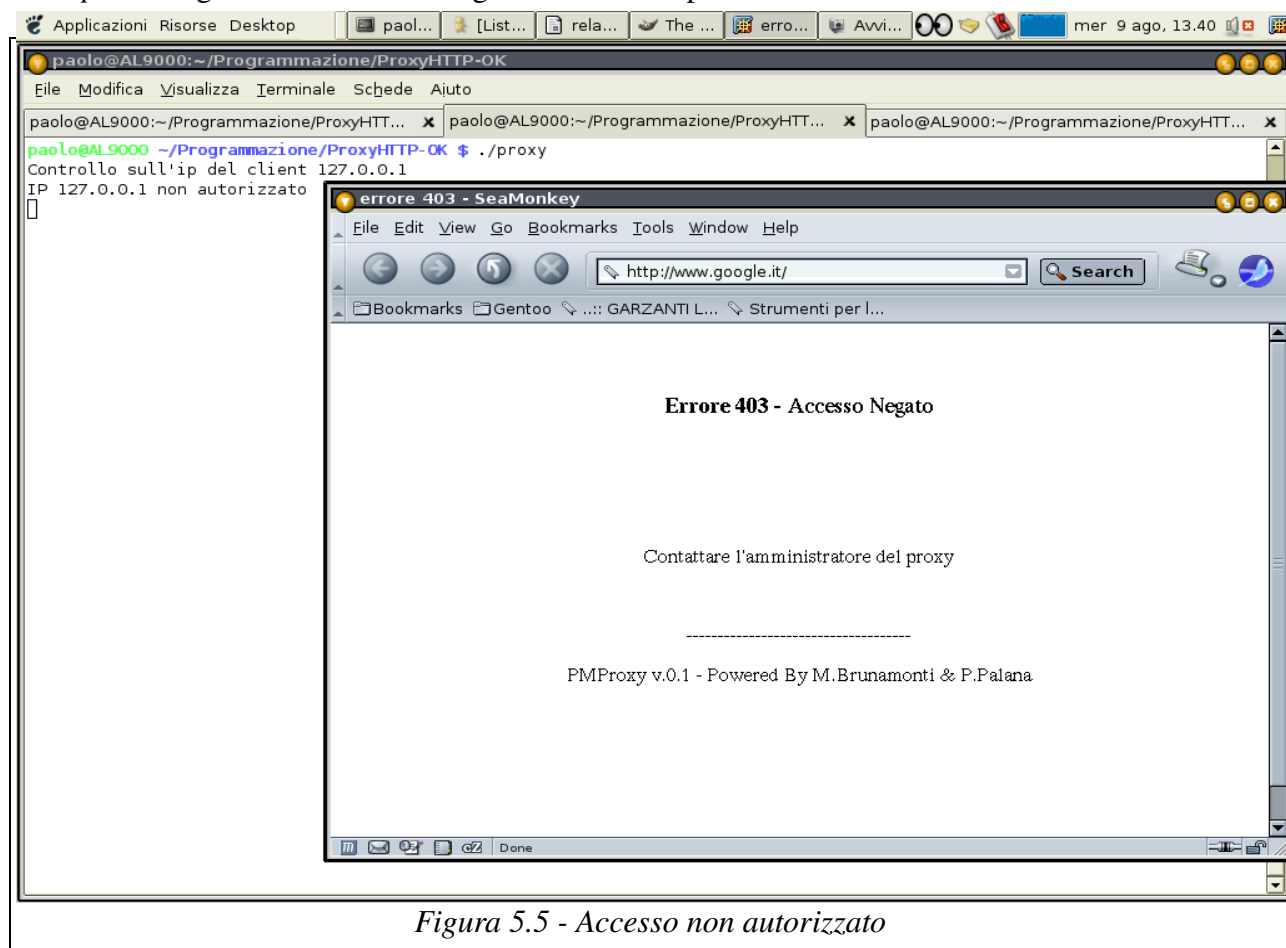 Applicazioni Risorse Desktop paol... [List... rela... The ... erro... Avvi... mer 9 ago, 13.40
paolo@AL9000:~/Programmazione/ProxyHTTP-OK
File Modifica Visualizza Terminale Schede Aiuto
paolo@AL9000:~/Programmazione/ProxyHTT... paolo@AL9000:~/Programmazione/ProxyHTT... paolo@AL9000:~/Programmazione/ProxyHTT...
paolo@AL9000 ~/Programmazione/ProxyHTTP-OK $ ./proxy
Controllo sull'ip del client 127.0.0.1
IP 127.0.0.1 non autorizzato
errore 403 - SeaMonkey
File Edit View Go Bookmarks Tools Window Help
http://www.google.it/ Search
Bookmarks Gentoo ..:: GARZANTI L... Strumenti per l...
Errore 403 - Accesso Negato
Contattare l'amministratore del proxy
------------------------------------
PMProxy v.0.1 - Powered By M.Brunamonti & P.Palana
Done
Figura 5.5 - Accesso non autorizzato